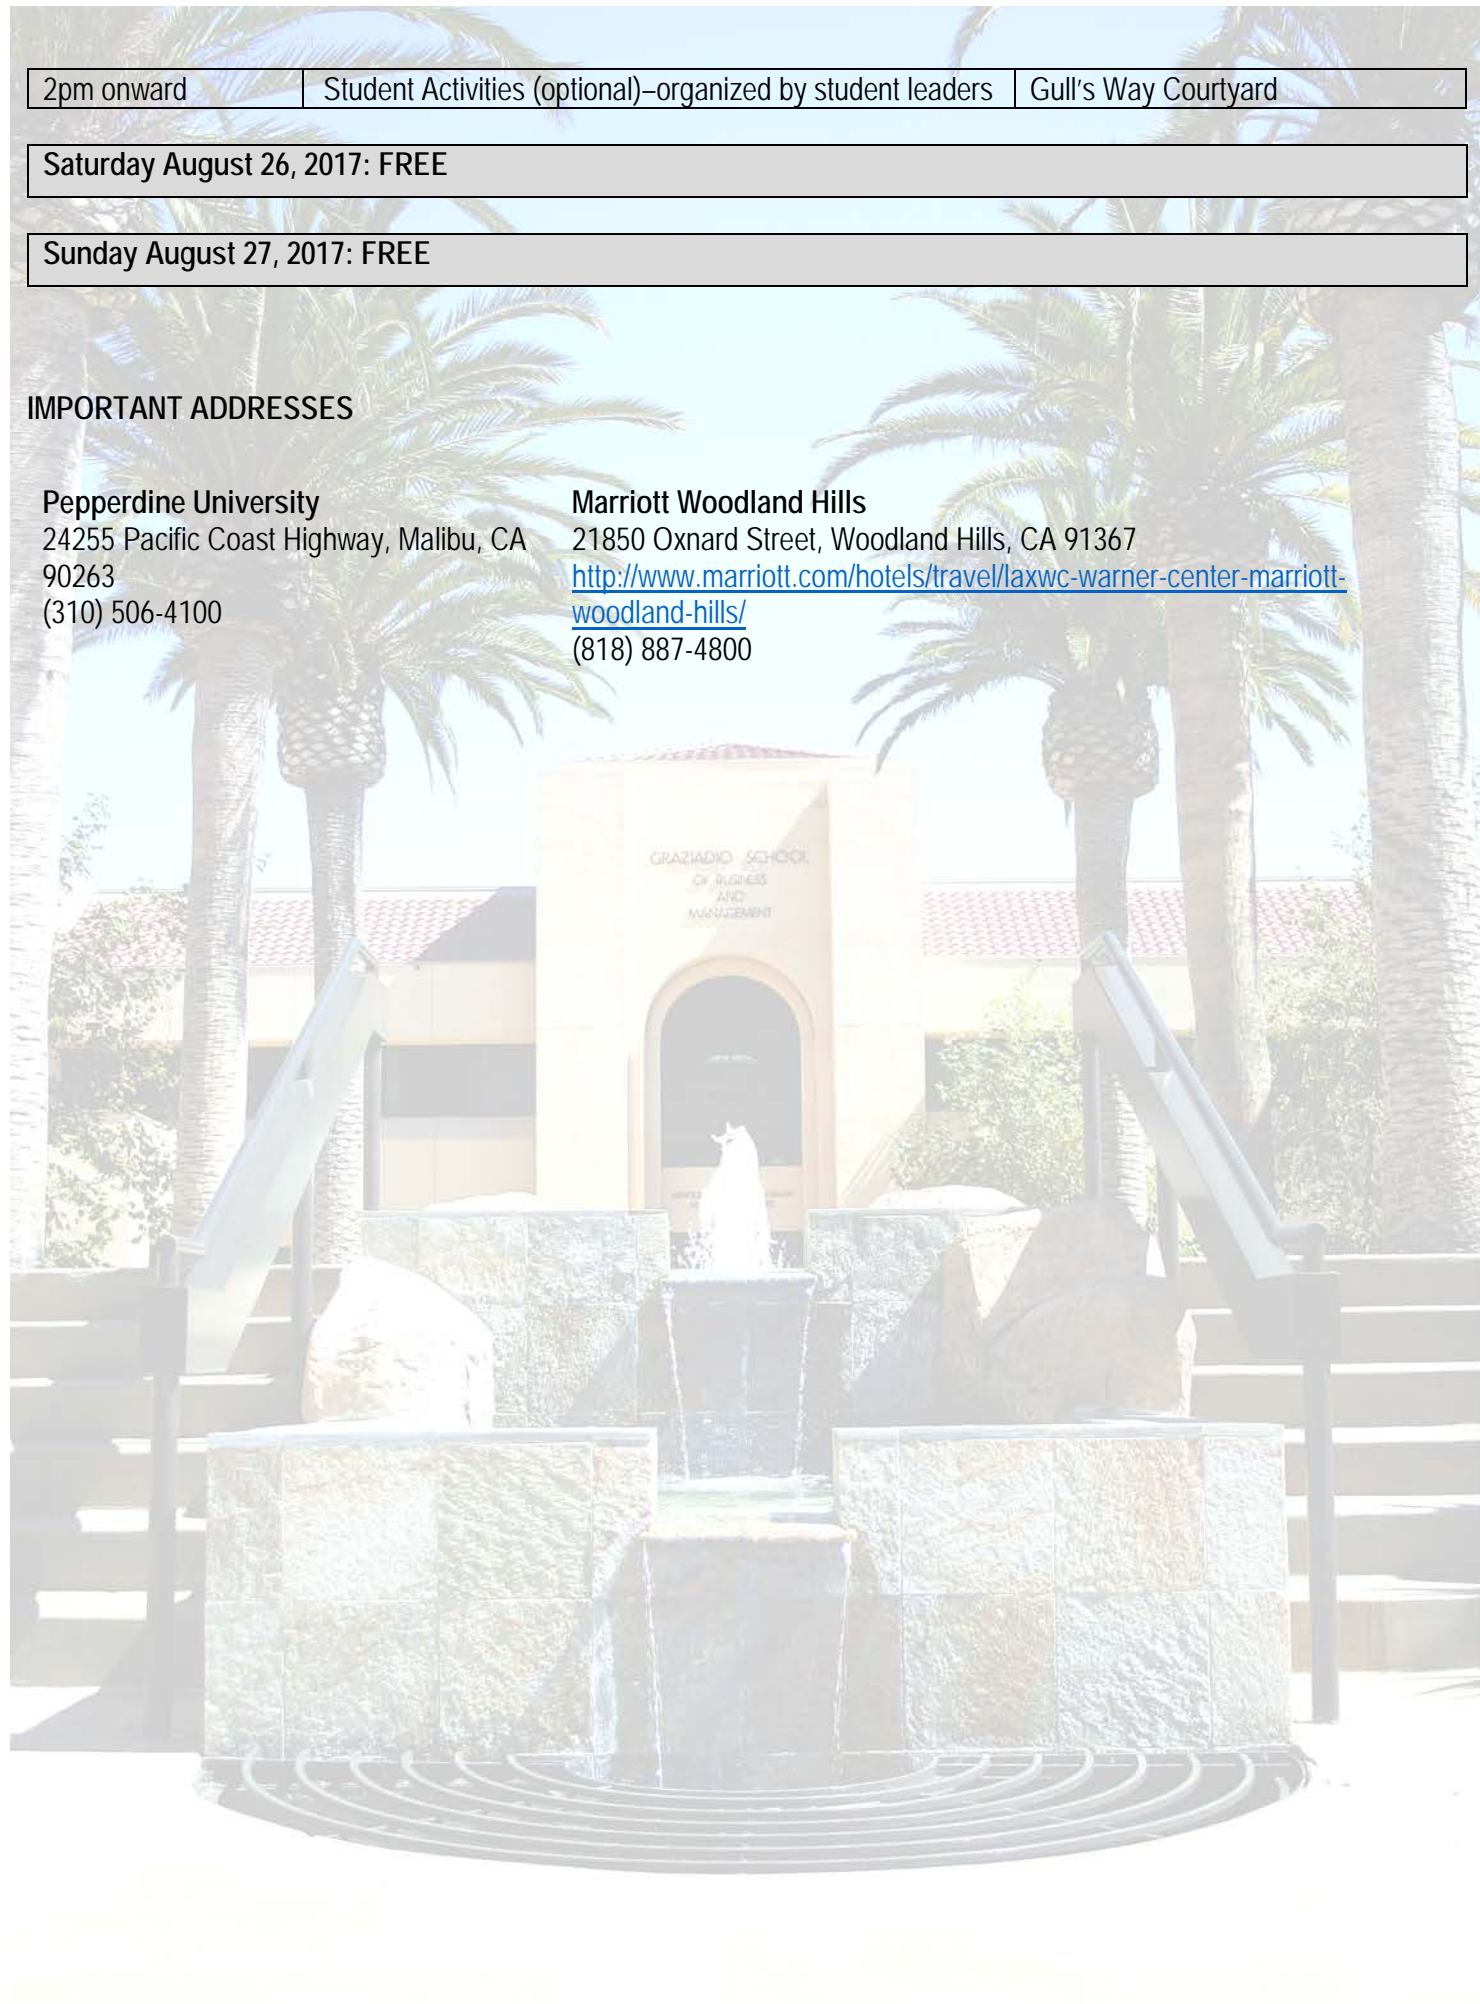 2pm onward Student Activities (optional)–organized by student leaders Gull's Way Courtyard
Saturday August 26, 2017: FREE
Sunday August 27, 2017: FREE
IMPORTANT ADDRESSES
Pepperdine University
24255 Pacific Coast Highway, Malibu, CA
90263
(310) 506-4100
Marriott Woodland Hills
21850 Oxnard Street, Woodland Hills, CA 91367
http://www.marriott.com/hotels/travel/laxwc-warner-center-marriott-
woodland-hills/
(818) 887-4800
GRAZIADIO SCHOOL
OF BUSINESS
AND
MANAGEMENT